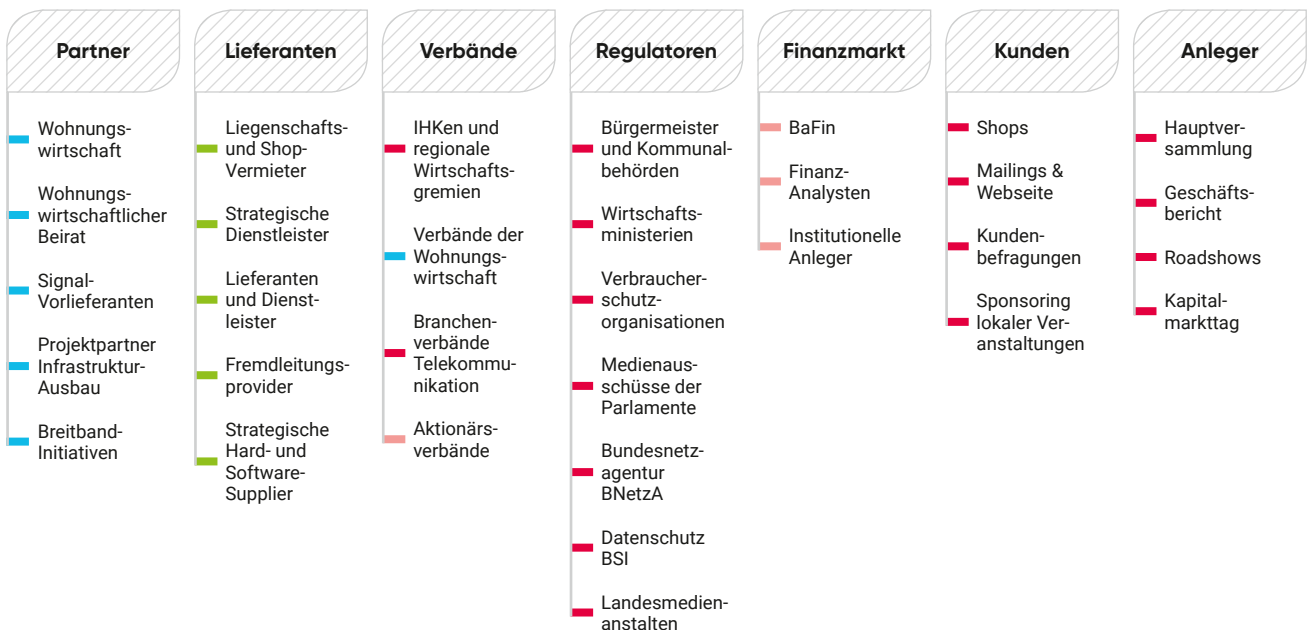 Partner
Wohnungs-
wirtschaft
Wohnungs-
wirtschaftlicher
Beirat
Signal-
Vorlieferanten
Projektpartner
Infrastruktur-
Ausbau
Breitband-
Initiativen
Lieferanten
Liegenschafts-
und Shop-
Vermieter
Strategische
Dienstleister
Lieferanten
und Dienst-
leister
Fremdleitungs-
provider
Strategische
Hard- und
Software-
Supplier
Verbände
IHKen und
regionale
Wirtschafts-
gremien
Verbände der
Wohnungs-
wirtschaft
Branchen-
verbände
Telekommu-
nikation
Aktionärs-
verbände
Regulatoren
Bürgermeister
und Kommunal-
behörden
Wirtschafts-
ministerien
Verbraucher-
schutz-
organisationen
Medienaus-
schüsse der
Parlamente
Bundesnetz-
agentur
BNetzA
Datenschutz
BSI
Landesmedien-
anstalten
Finanzmarkt
BaFin
Finanz-
Analysten
Institutionelle
Anleger
Kunden
Shops
Mailings &
Webseite
Kunden-
befragungen
Sponsoring
lokaler Ver-
anstaltungen
Anleger
Hauptver-
sammlung
Geschäfts-
bericht
Roadshows
Kapital-
markttag